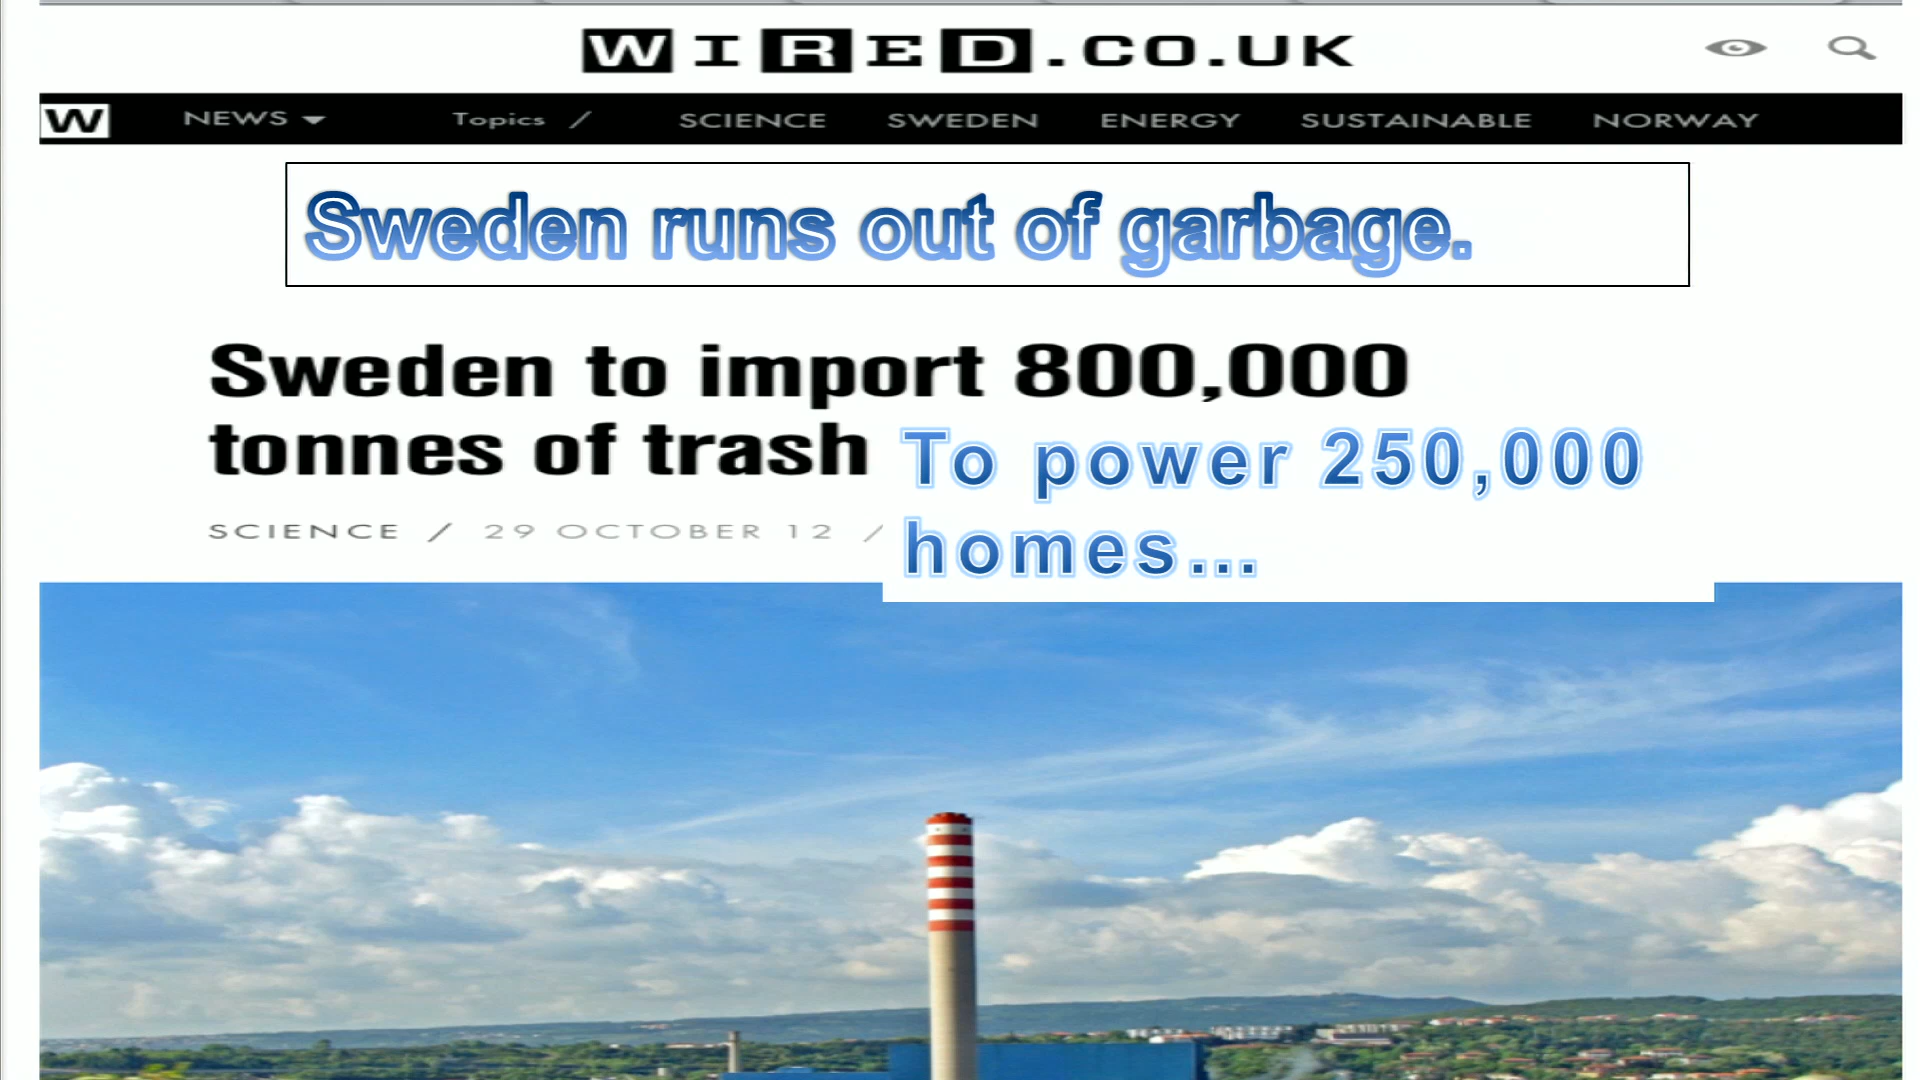 WIRED.CO.UK
W NEWS Topics / SCIENCE SWEDEN ENERGY SUSTAINABLE NORWAY
Sweden runs out of garbage.
Sweden to import 800,000
tonnes of trash To power 250,000
homes...
SCIENCE / 29 OCTOBER 12 /